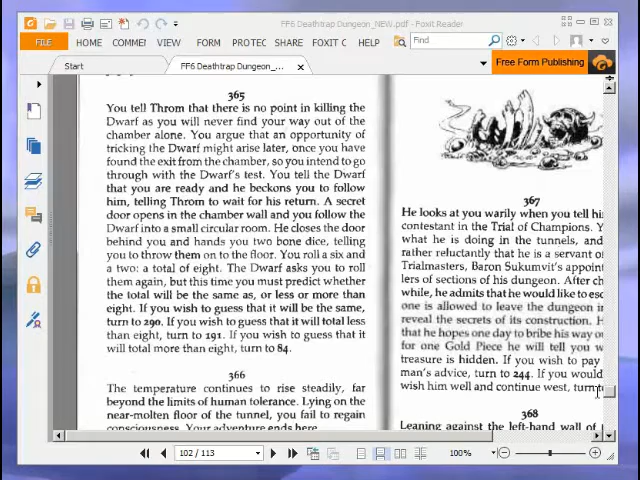 FF6 Deathtrap Dungeon_NEW.pdf - Foxit Reader
FILE HOME COMMEI VIEW FORM PROTEC SHARE FOXIT C HELP Find
Start FF6 Deathtrap Dungeon_... Free Form Publishing
365
You tell Throm that there is no point in killing the
Dwarf as you will never find your way out of the
chamber alone. You argue that an opportunity of
tricking the Dwarf might arise later, once you have
found the exit from the chamber, so you intend to go
through with the Dwarf's test. You tell the Dwarf
that you are ready and he beckons you to follow
him, telling Throm to wait for his return. A secret
door opens in the chamber wall and you follow the
Dwarf into a small circular room. He closes the door
behind you and hands you two bone dice, telling
you to throw them on to the floor. You roll a six and
a two: a total of eight. The Dwarf asks you to roll
them again, but this time you must predict whether
the total will be the same as, or less or more than
eight. If you wish to guess that it will be the same,
turn to 290. If you wish to guess that it will total less
than eight, turn to 191. If you wish to guess that it
will total more than eight, turn to 84.
366
The temperature continues to rise steadily, far
beyond the limits of human tolerance. Lying on the
near-molten floor of the tunnel, you fail to regain
consciousness. Your adventure ends here.
367
He looks at you warily when you tell hi
contestant in the Trial of Champions. Y
what he is doing in the tunnels, and
rather reluctantly that he is a servant o
Trialmasters, Baron Sukumvit's appoint
lers of sections of his dungeon. After ch
while, he admits that he would like to esc
one is allowed to leave the dungeon i
reveal the secrets of its construction. H
that he hopes one day to bribe his way o
for one Gold Piece he will tell you w
treasure is hidden. If you wish to pay
man's advice, turn to 244. If you would
wish him well and continue west, turn t
368
Leaning against the left-hand wall of
102 / 113 100%